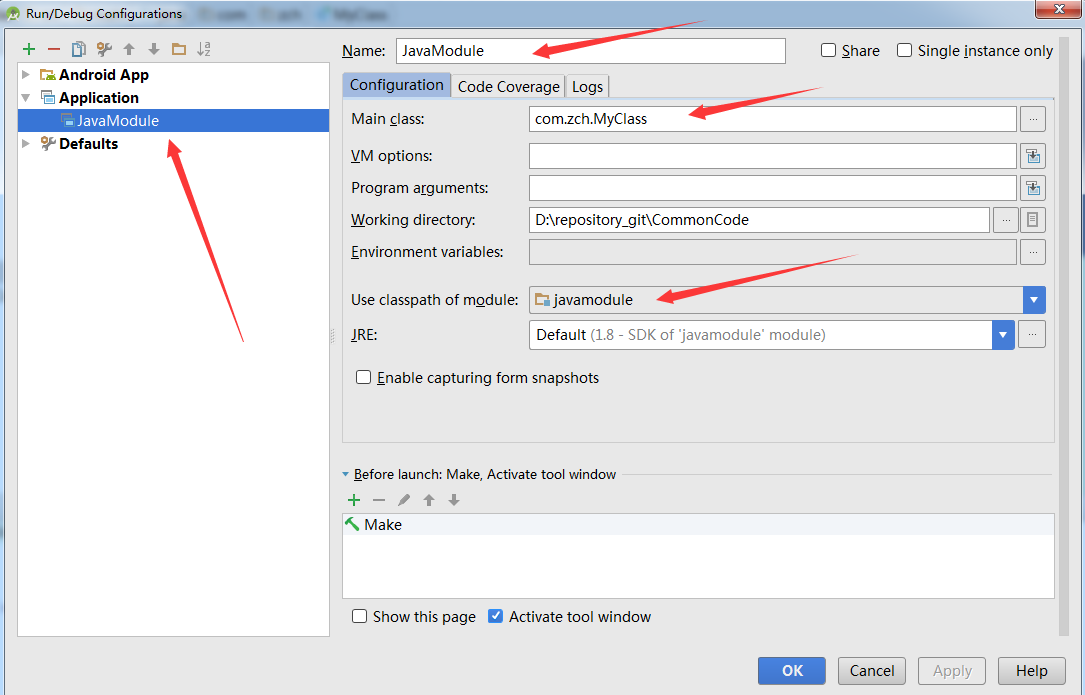 Run/Debug Configurations
Name: JavaModule Share Single instance only
Android App
Application
JavaModule
Defaults
Configuration Code Coverage Logs
Main class: com.zch.MyClass ...
VM options:
Program arguments:
Working directory: D:\repository_git\CommonCode ...
Environment variables: ...
Use classpath of module: javamodule
JRE: Default (1.8 - SDK of 'javamodule' module) ...
Enable capturing form snapshots
Before launch: Make, Activate tool window
Make
Show this page Activate tool window
OK Cancel Apply Help